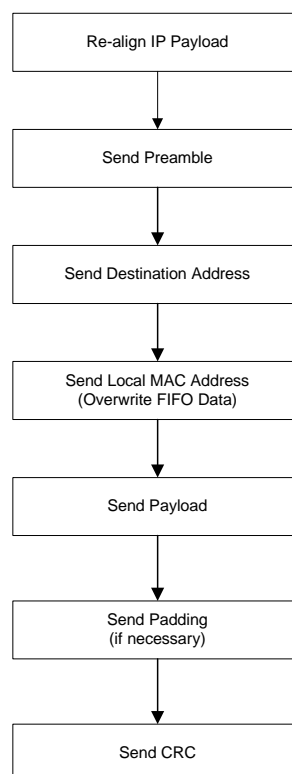 Re-align IP Payload
Send Preamble
Send Destination Address
Send Local MAC Address
(Overwrite FIFO Data)
Send Payload
Send Padding
(if necessary)
Send CRC